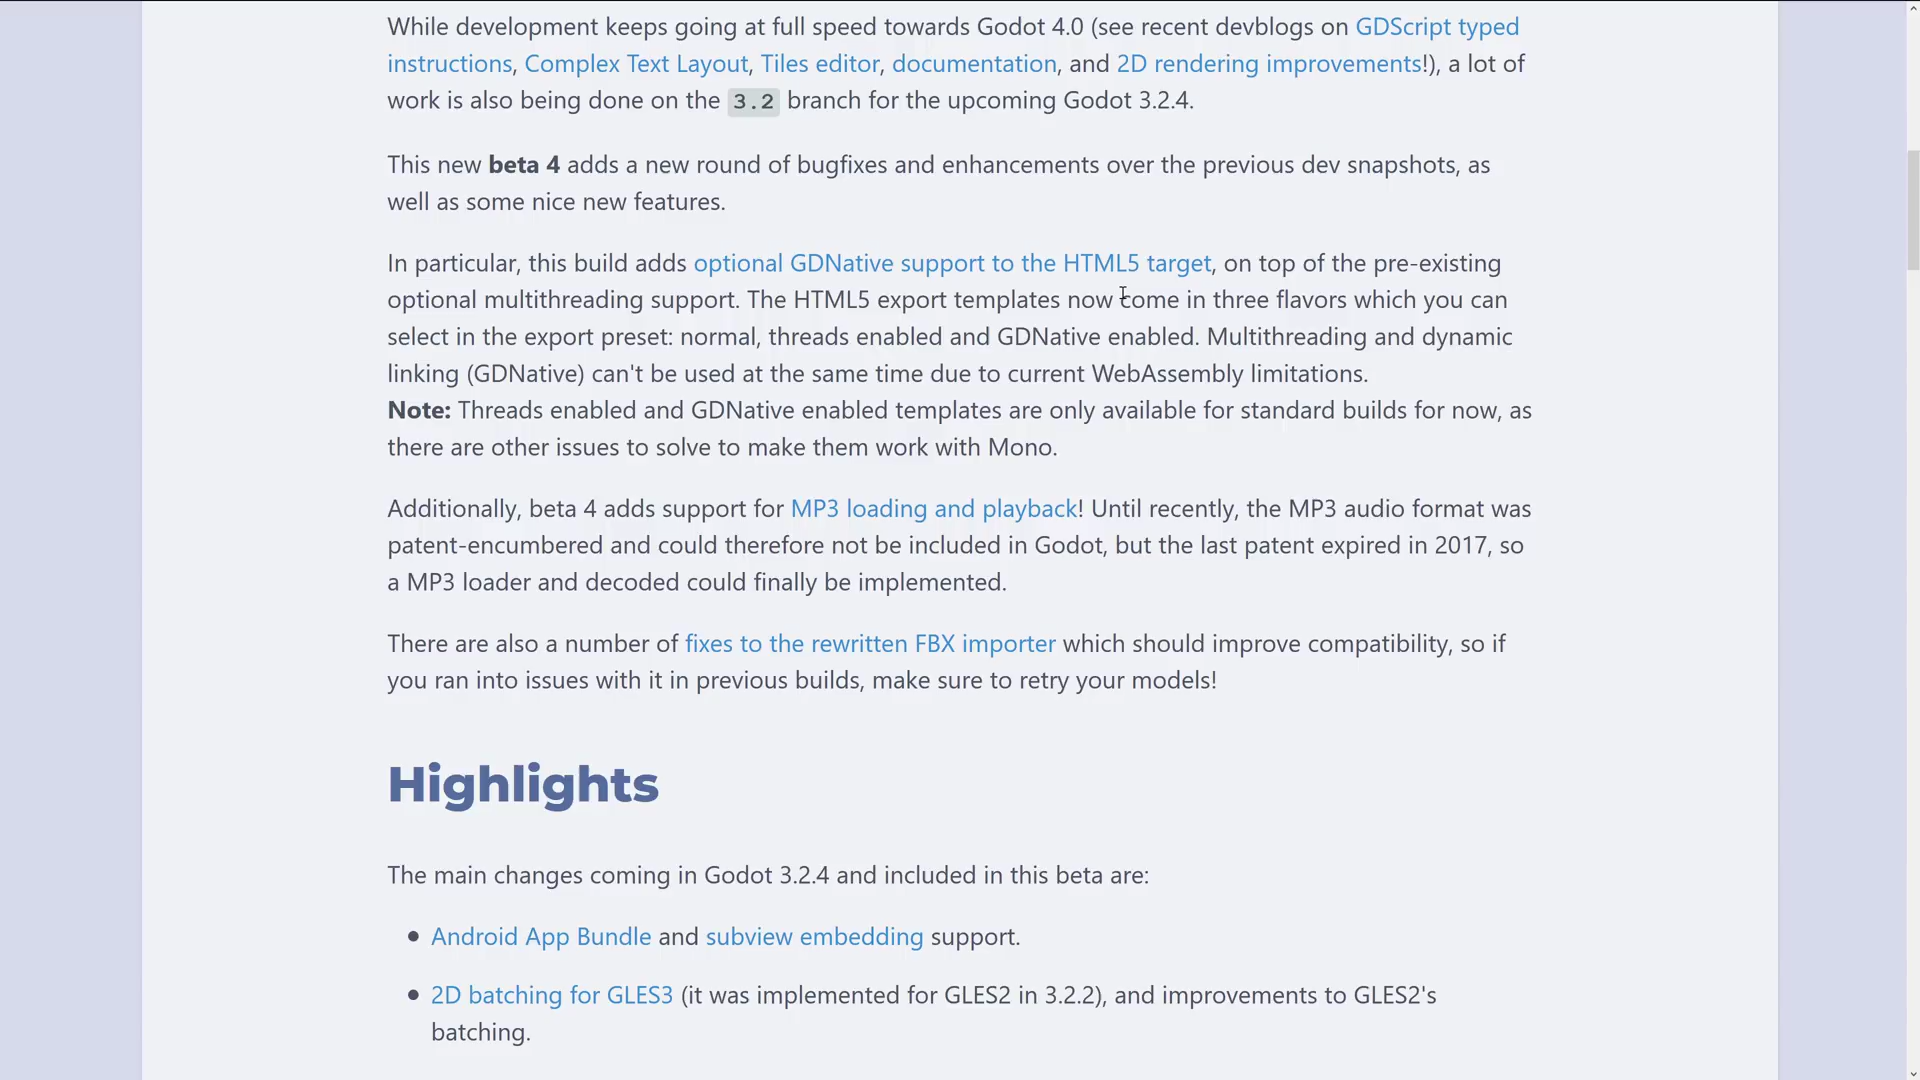 While development keeps going at full speed towards Godot 4.0 (see recent devblogs on GDScript typed
instructions, Complex Text Layout, Tiles editor, documentation, and 2D rendering improvements!), a lot of
work is also being done on the 3.2 branch for the upcoming Godot 3.2.4.
This new beta 4 adds a new round of bugfixes and enhancements over the previous dev snapshots, as
well as some nice new features.
In particular, this build adds optional GDNative support to the HTML5 target, on top of the pre-existing
optional multithreading support. The HTML5 export templates now come in three flavors which you can
select in the export preset: normal, threads enabled and GDNative enabled. Multithreading and dynamic
linking (GDNative) can't be used at the same time due to current WebAssembly limitations.
Note: Threads enabled and GDNative enabled templates are only available for standard builds for now, as
there are other issues to solve to make them work with Mono.
Additionally, beta 4 adds support for MP3 loading and playback! Until recently, the MP3 audio format was
patent-encumbered and could therefore not be included in Godot, but the last patent expired in 2017, so
a MP3 loader and decoded could finally be implemented.
There are also a number of fixes to the rewritten FBX importer which should improve compatibility, so if
you ran into issues with it in previous builds, make sure to retry your models!
Highlights
The main changes coming in Godot 3.2.4 and included in this beta are:
• Android App Bundle and subview embedding support.
• 2D batching for GLES3 (it was implemented for GLES2 in 3.2.2), and improvements to GLES2's
batching.